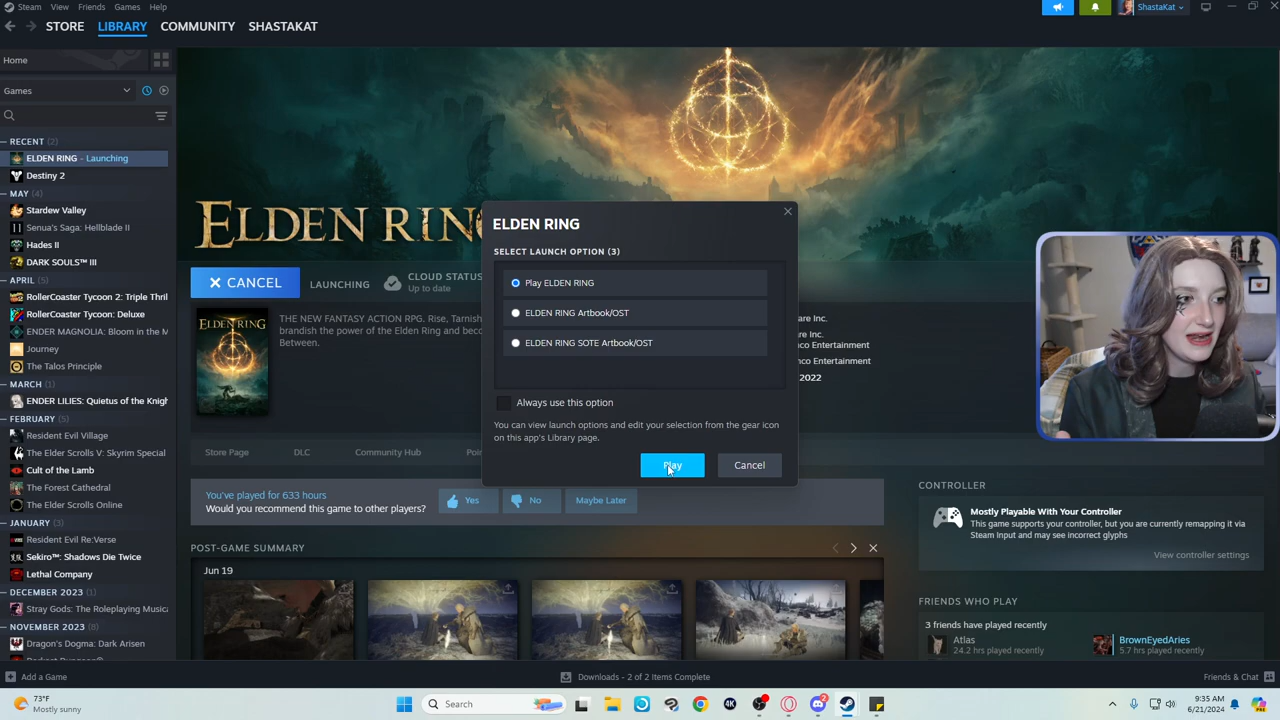 Steam View Friends Games Help
ShastaKat
STORE LIBRARY COMMUNITY SHASTAKAT
Home
Games
RECENT (2)
ELDEN RING - Launching
Destiny 2
MAY (4)
Stardew Valley
Senua's Saga: Hellblade II
Hades II
DARK SOULS™ III
APRIL (5)
RollerCoaster Tycoon 2: Triple Thril
RollerCoaster Tycoon: Deluxe
ENDER MAGNOLIA: Bloom in the M
Journey
The Talos Principle
MARCH (1)
ENDER LILIES: Quietus of the Knigh
FEBRUARY (5)
Resident Evil Village
The Elder Scrolls V: Skyrim Special
Cult of the Lamb
The Forest Cathedral
The Elder Scrolls Online
JANUARY (3)
Resident Evil Re:Verse
Sekiro™: Shadows Die Twice
Lethal Company
DECEMBER 2023 (1)
Stray Gods: The Roleplaying Musica
NOVEMBER 2023 (8)
Dragon's Dogma: Dark Arisen
ELDEN RING
CANCEL
LAUNCHING
CLOUD STATUS
Up to date
ELDEN RING
THE NEW FANTASY ACTION RPG. Rise, Tarnish
brandish the power of the Elden Ring and beco
Between.
are Inc.
re Inc.
co Entertainment
co Entertainment
2022
ELDEN RING
SELECT LAUNCH OPTION (3)
Play ELDEN RING
ELDEN RING Artbook/OST
ELDEN RING SOTE Artbook/OST
Always use this option
You can view launch options and edit your selection from the gear icon
on this app's Library page.
Play Cancel
Store Page DLC Community Hub Poin
You've played for 633 hours
Would you recommend this game to other players?
Yes No Maybe Later
POST-GAME SUMMARY
Jun 19
CONTROLLER
Mostly Playable With Your Controller
This game supports your controller, but you are currently remapping it via
Steam Input and may see incorrect glyphs
View controller settings
FRIENDS WHO PLAY
3 friends have played recently
Atlas
24.2 hrs played recently
BrownEyedAries
5.7 hrs played recently
Add a Game
Downloads - 2 of 2 Items Complete
Friends & Chat
73°F
Mostly sunny
Search
4K
2
9:35 AM
6/21/2024